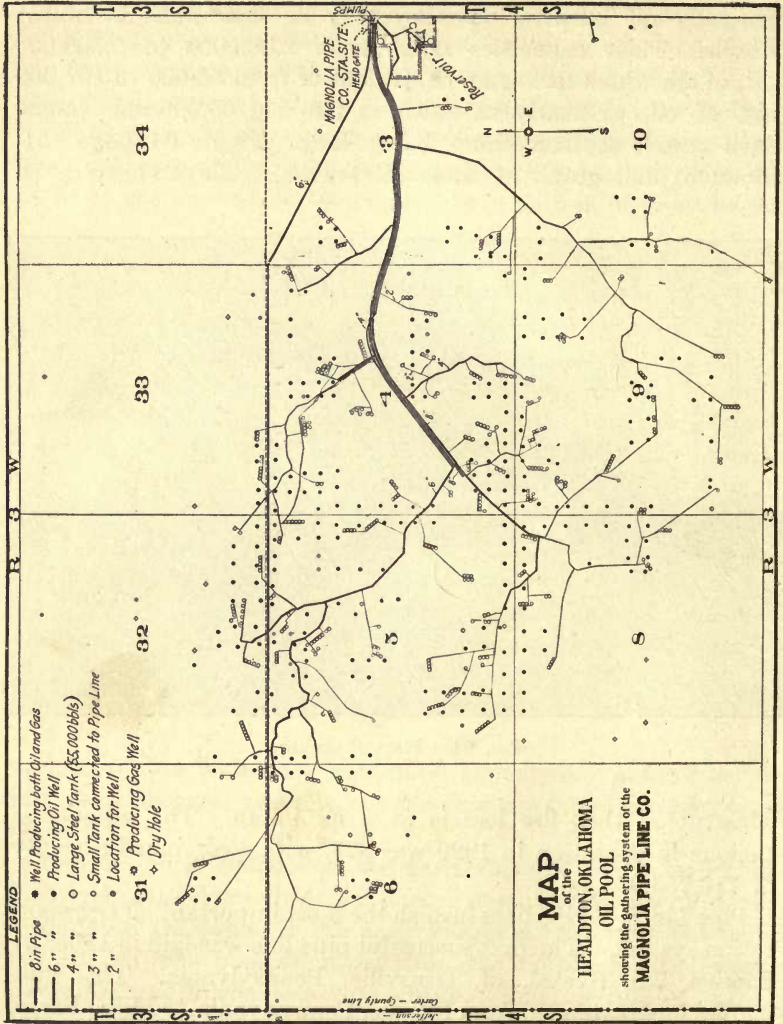 LEGEND
8 in Pipe
6 " "
4 " "
3 " "
2 " "
Well Producing both Oil and Gas
Producing Oil Well
Large Steel Tank (55,000 bbls)
Small Tank connected to Pipe Line
Location for Well
Producing Gas Well
Dry Hole
MAP
of the
HEALDTON, OKLAHOMA
OIL POOL
showing the gathering system of the
MAGNOLIA PIPE LINE CO.
Jefferson -
Carter - County Line
T 3 S
T 3 S
R 3 W
R 3 W
T 4 S
T 4 S
31
32
33
34
6
5
4
3
8
9
10
MAGNOLIA PIPE
CO. STA. SITE
HEADGATE
PUMPS
Reservoir
6"
N
W E
S